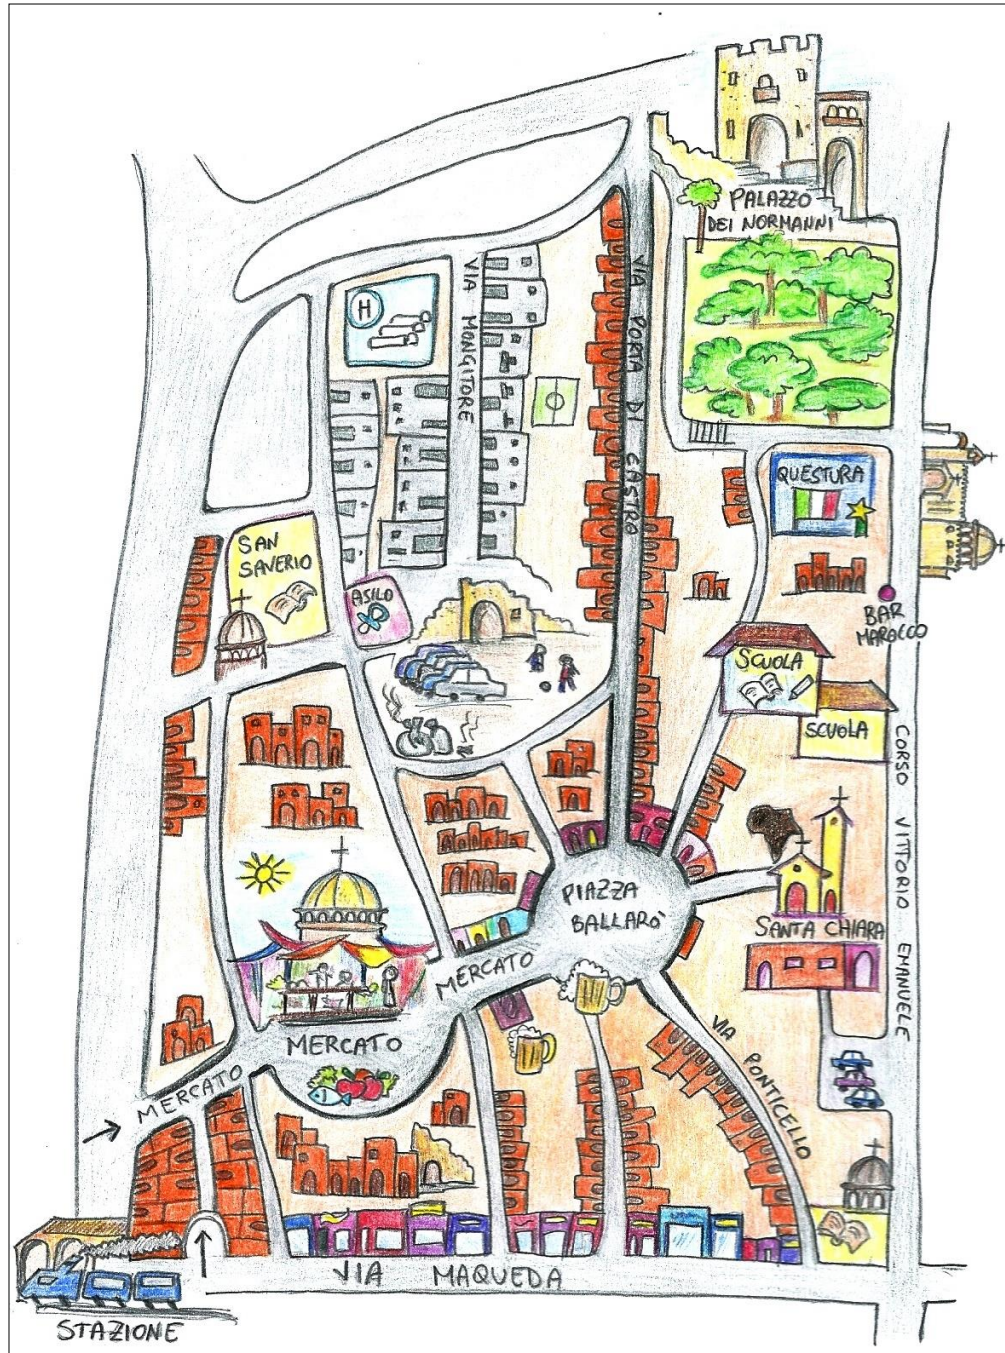 PALAZZO
DEI NORMANNI
H
VIA MONGITORE
VIA PORTA DI CASTRO
QUESTURA
SAN
SAVERIO
ASILO
BAR
MAROCCO
SCUOLA
SCUOLA
CORSO VITTORIO EMANUELE
PIAZZA
BALLARÒ
SANTA CHIARA
MERCATO
MERCATO
MERCATO
VIA PONTICELLO
VIA MAQUEDA
STAZIONE